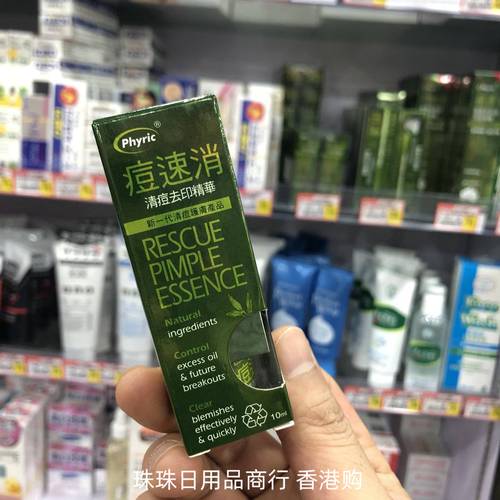 Phyric®
痘速消
清痘去印精華
新一代清痘護膚產品
RESCUE
PIMPLE
ESSENCE
Natural
ingredients
Control
excess oil
& future
breakouts
Clear
blemishes
effectively
& quickly
10ml
珠珠日用品商行 香港购